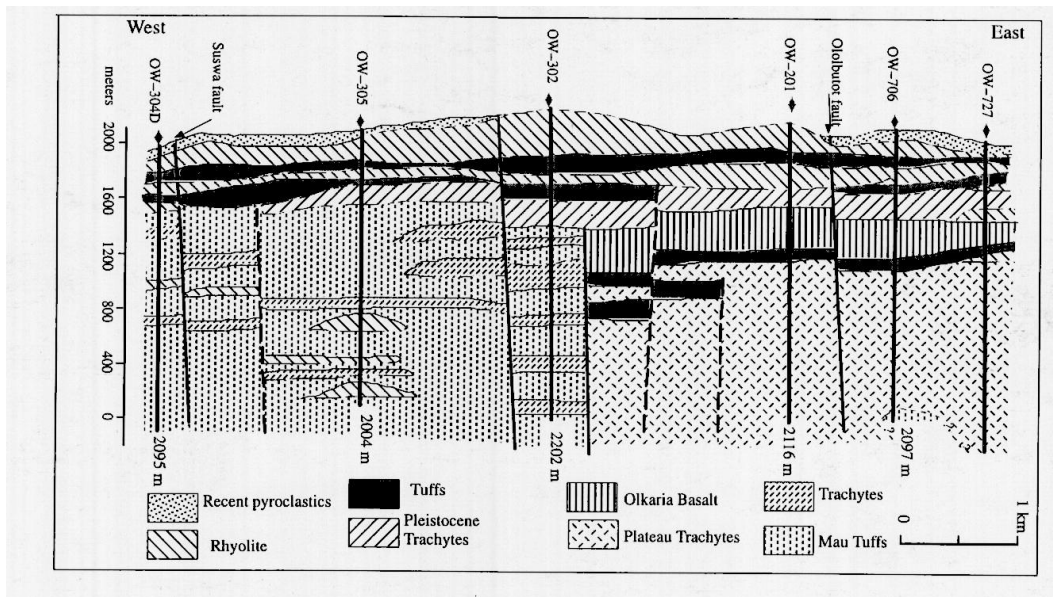 West
East
meters
OW-304D
Suswa fault
OW-305
OW-302
OW-201
Ololbutot fault
OW-706
OW-727
2000
1600
1200
800
400
0
2095 m
2004 m
2202 m
2116 m
2097 m
Recent pyroclastics
Rhyolite
Tuffs
Pleistocene
Trachytes
Olkaria Basalt
Plateau Trachytes
Trachytes
Mau Tuffs
0
1 km